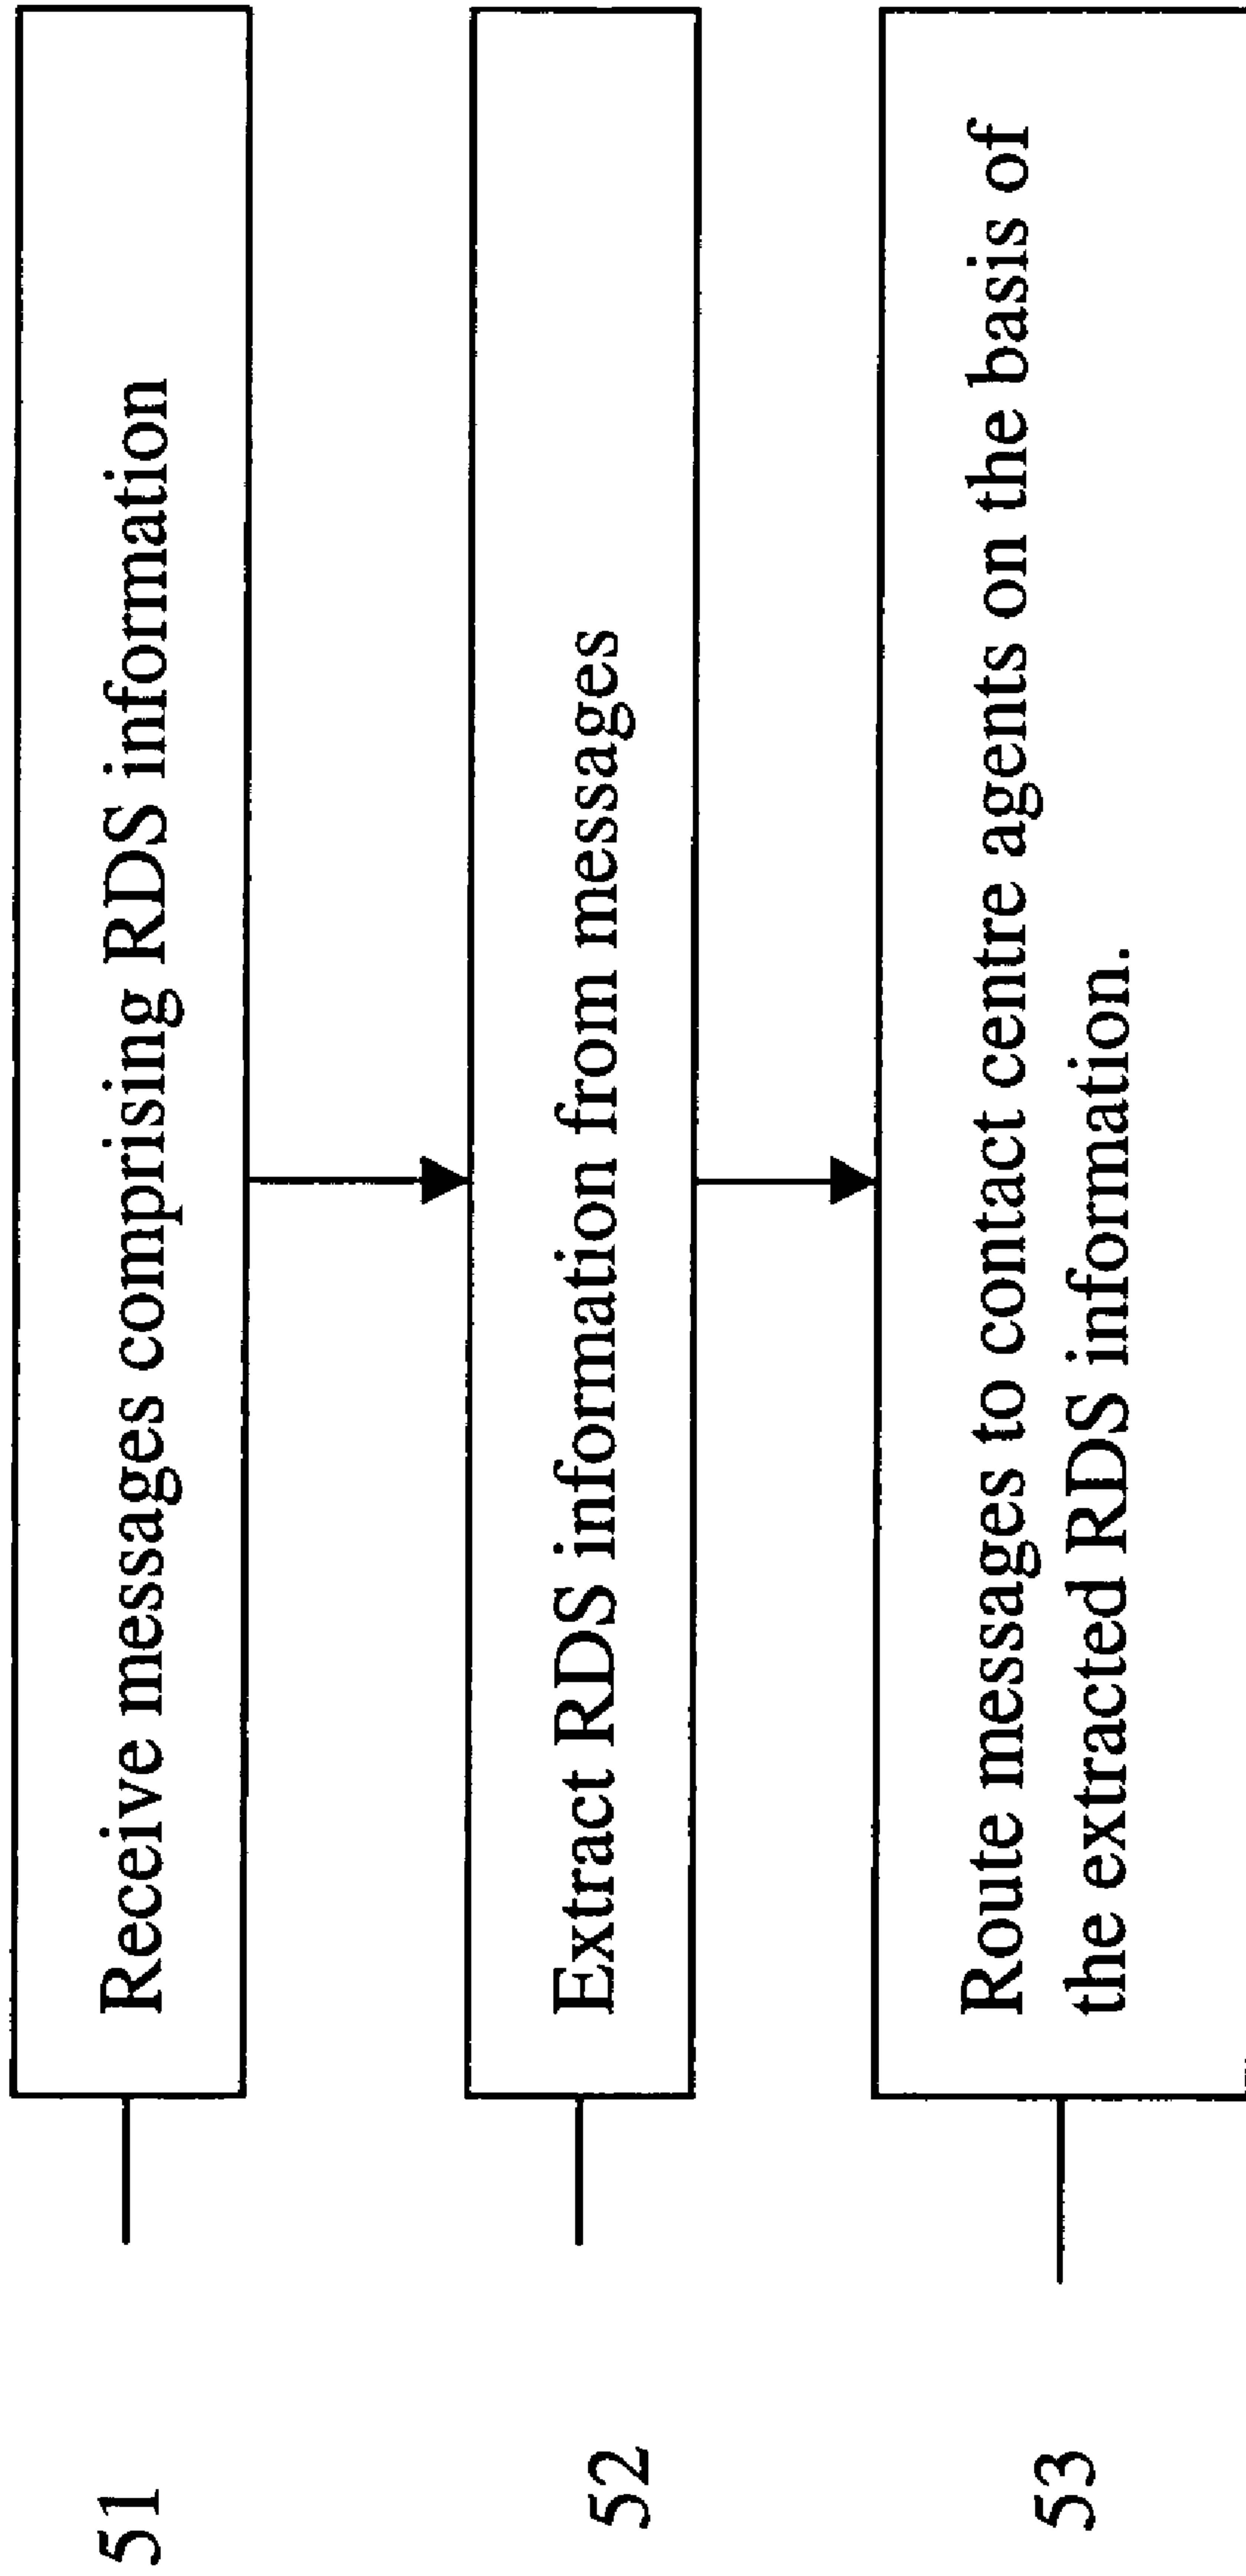 51
Receive messages comprising RDS information
52
Extract RDS information from messages
53
Route messages to contact centre agents on the basis of
the extracted RDS information.